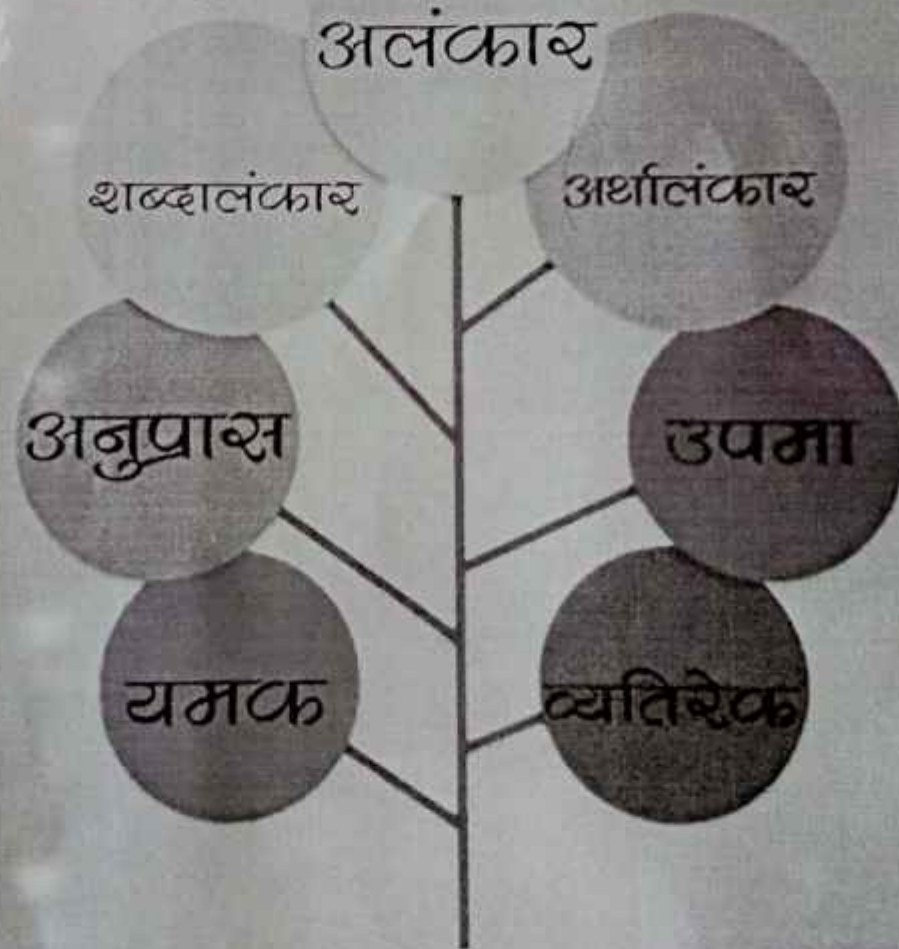 अलंकार
शब्दालंकार
अर्थालंकार
अनुप्रास
उपमा
यमक
व्यतिरेक